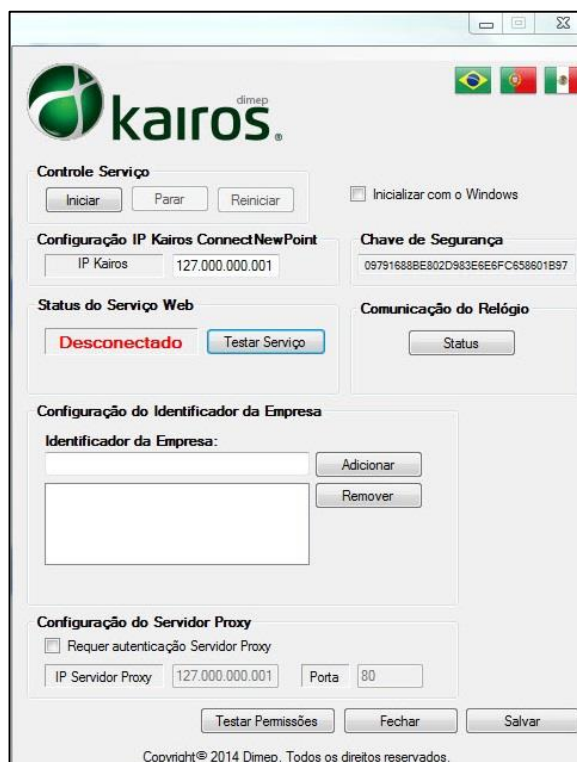 dimep
kairos®
Controle Serviço
Iniciar Parar Reiniciar
Inicializar com o Windows
Configuração IP Kairos ConnectNewPoint
IP Kairos 127.000.000.001
Chave de Segurança
09791688BE802D983E6E6FC658601B97
Status do Serviço Web
Desconectado Testar Serviço
Comunicação do Relógio
Status
Configuração do Identificador da Empresa
Identificador da Empresa:
Adicionar
Remover
Configuração do Servidor Proxy
Requer autenticação Servidor Proxy
IP Servidor Proxy 127.000.000.001 Porta 80
Testar Permissões Fechar Salvar
Copyright© 2014 Dimep. Todos os direitos reservados.